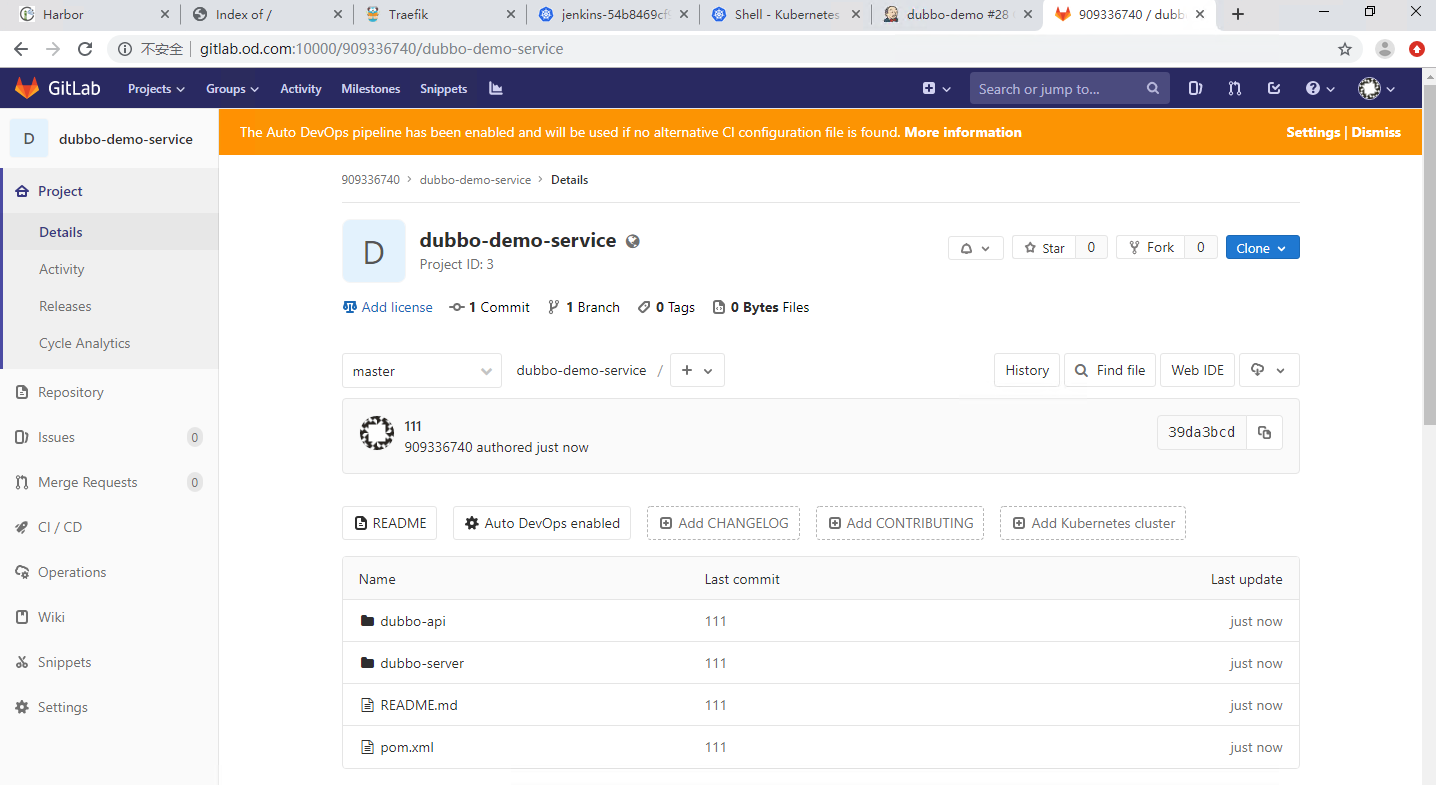 Harbor
Index of /
Traefik
jenkins-54b8469cf9
Shell - Kubernetes
dubbo-demo #28
909336740 / dubb
不安全 gitlab.od.com:10000/909336740/dubbo-demo-service
GitLab Projects Groups Activity Milestones Snippets Search or jump to...
D dubbo-demo-service
The Auto DevOps pipeline has been enabled and will be used if no alternative CI configuration file is found. More information Settings | Dismiss
Project
Details
Activity
Releases
Cycle Analytics
Repository
Issues 0
Merge Requests 0
CI / CD
Operations
Wiki
Snippets
Settings
909336740 > dubbo-demo-service > Details
D
dubbo-demo-service
Project ID: 3
Star 0 Fork 0 Clone
Add license 1 Commit 1 Branch 0 Tags 0 Bytes Files
master dubbo-demo-service / + History Find file Web IDE
111
909336740 authored just now
39da3bcd
README Auto DevOps enabled Add CHANGELOG Add CONTRIBUTING Add Kubernetes cluster
Name Last commit Last update
dubbo-api 111 just now
dubbo-server 111 just now
README.md 111 just now
pom.xml 111 just now